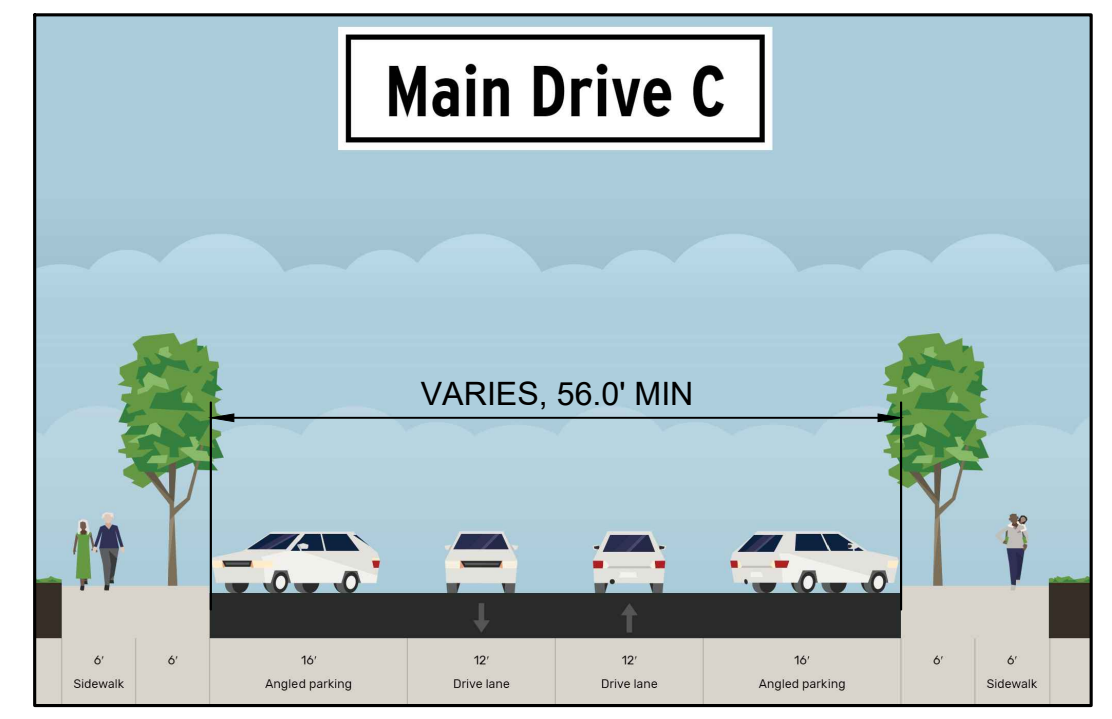 Main Drive C
VARIES, 56.0' MIN
6' 6' 16' 12' 12' 16' 6' 6'
Sidewalk Angled parking Drive lane Drive lane Angled parking Sidewalk